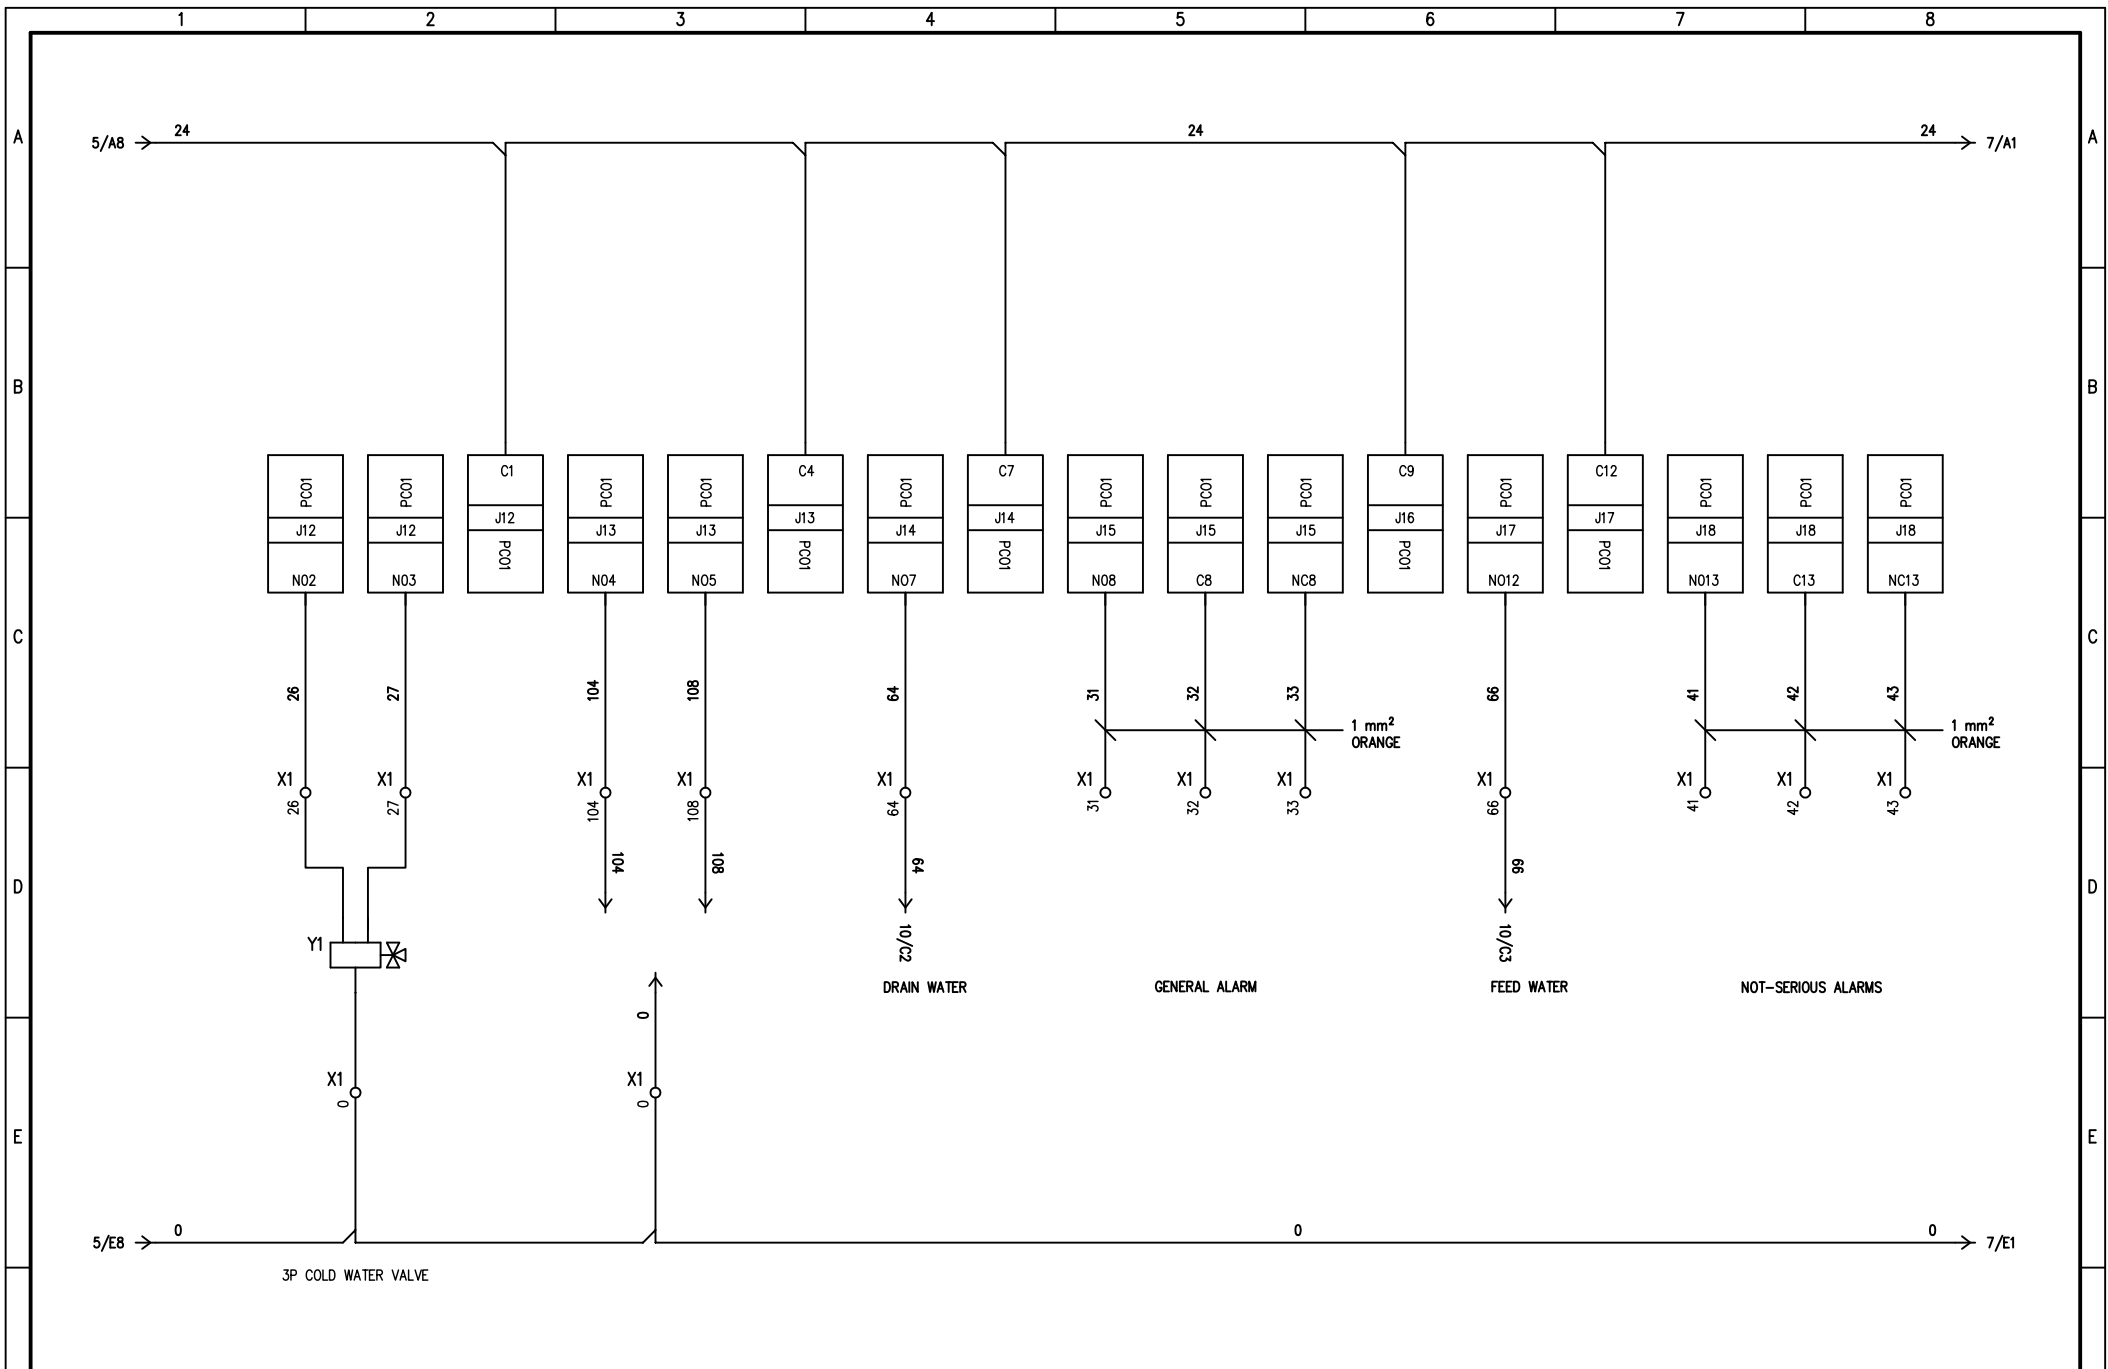 1 2 3 4 5 6 7 8
A A
24 24 24
5/A8 7/A1
B B
C1 C4 C7 C9 C12
PCO1 PCO1 PCO1 PCO1 PCO1 PCO1 PCO1 PCO1 PCO1 PCO1 PCO1 PCO1
J12 J13 J14 J16 J17
J12 J12 J13 J13 J14 J15 J15 J15 J17 J18 J18 J18
PCO1 PCO1 PCO1 PCO1 PCO1
NO2 NO3 NO4 NO5 NO7 NO8 C8 NC8 NO12 NO13 C13 NC13
C C
26 27 104 108 64 31 32 33 66 41 42 43
1 mm² 1 mm²
ORANGE ORANGE
X1 X1 X1 X1 X1 X1 X1 X1 X1 X1 X1 X1
26 27 104 108 64 31 32 33 66 41 42 43
104 108 64 66
D D
Y1
10/C2 10/C3
DRAIN WATER GENERAL ALARM FEED WATER NOT-SERIOUS ALARMS
0
X1 X1
0 0
E E
0 0 0
5/E8 7/E1
3P COLD WATER VALVE